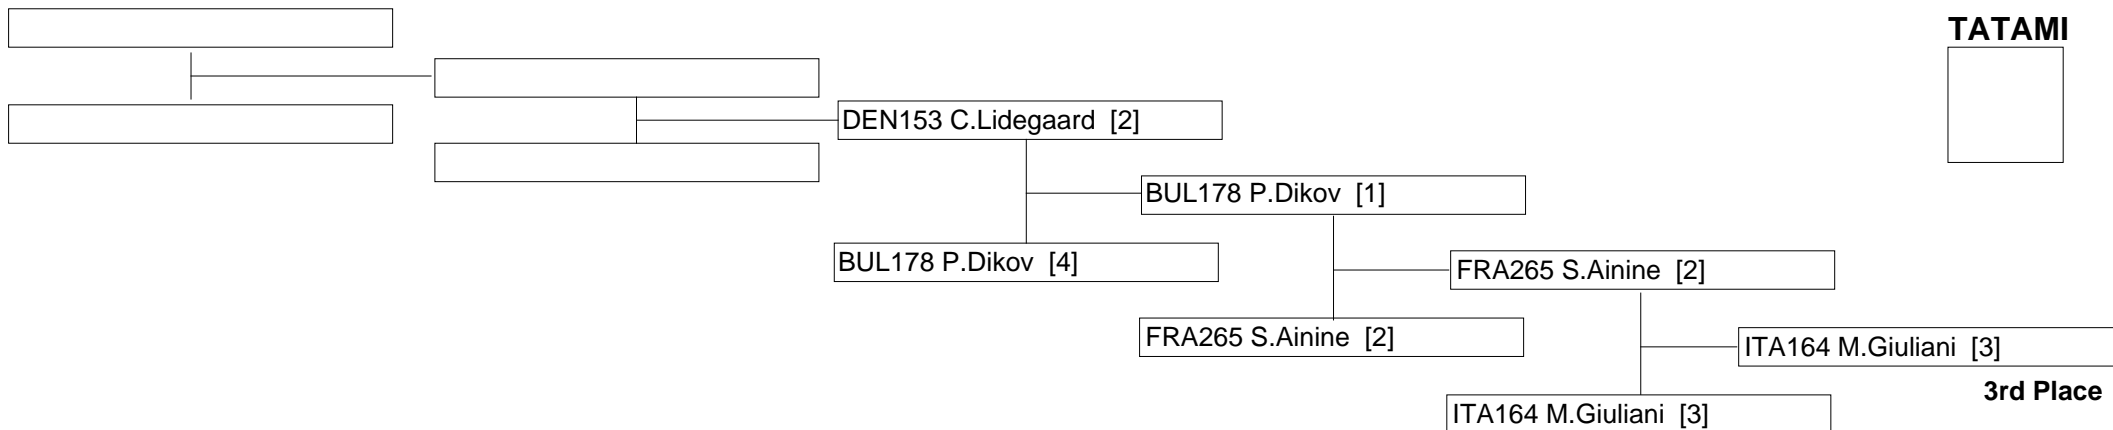 TATAMI
DEN153 C.Lidegaard [2]
BUL178 P.Dikov [1]
BUL178 P.Dikov [4]
FRA265 S.Ainine [2]
FRA265 S.Ainine [2]
ITA164 M.Giuliani [3]
3rd Place
ITA164 M.Giuliani [3]